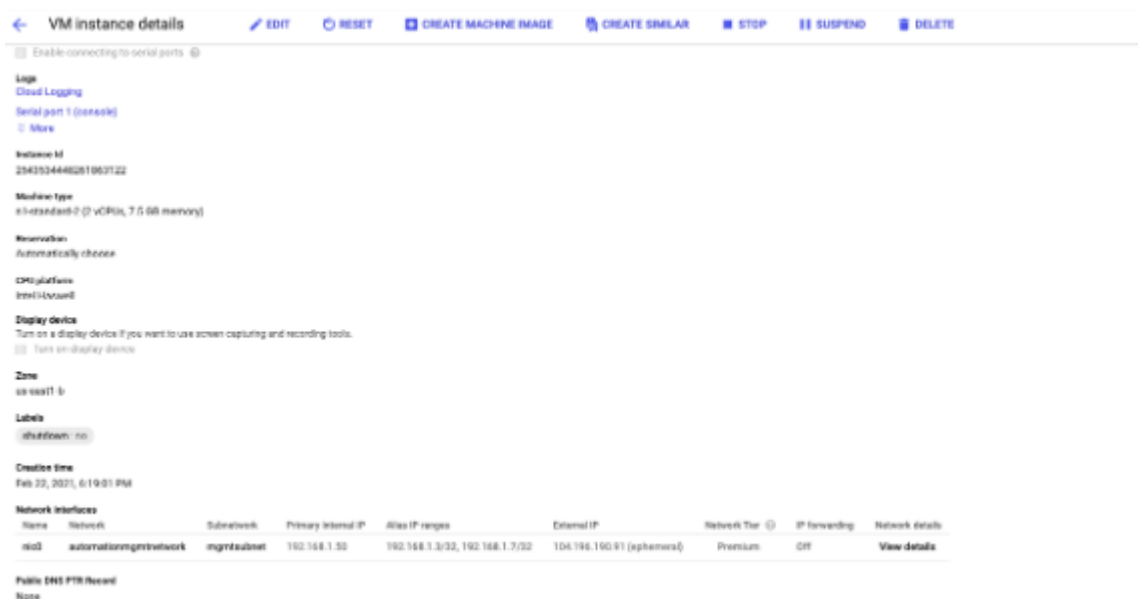 VM instance details EDIT RESET CREATE MACHINE IMAGE CREATE SIMILAR STOP SUSPEND DELETE
Enable connecting to serial ports
Logs
Cloud Logging
Serial port 1 (console)
More
Instance Id
Machine type
n1-standard-2 (2 vCPUs, 7.5 GB memory)
Reservation
Automatically choose
CPU platform
Intel Haswell
Display device
Turn on a display device if you want to use screen capturing and recording tools.
Turn on display device
Zone
us-east1-b
Labels
shutdown: no
Creation time
Feb 22, 2021, 6:19:01 PM
Network interfaces
Name Network Subnetwork Primary internal IP Alias IP ranges External IP Network Tier IP forwarding Network details
nic0 automationmgmtnetwork mgmtsubnet 192.168.1.50 192.168.1.3/32, 192.168.1.7/32 104.196.190.91 (ephemeral) Premium Off View details
Public DNS PTR Record
None